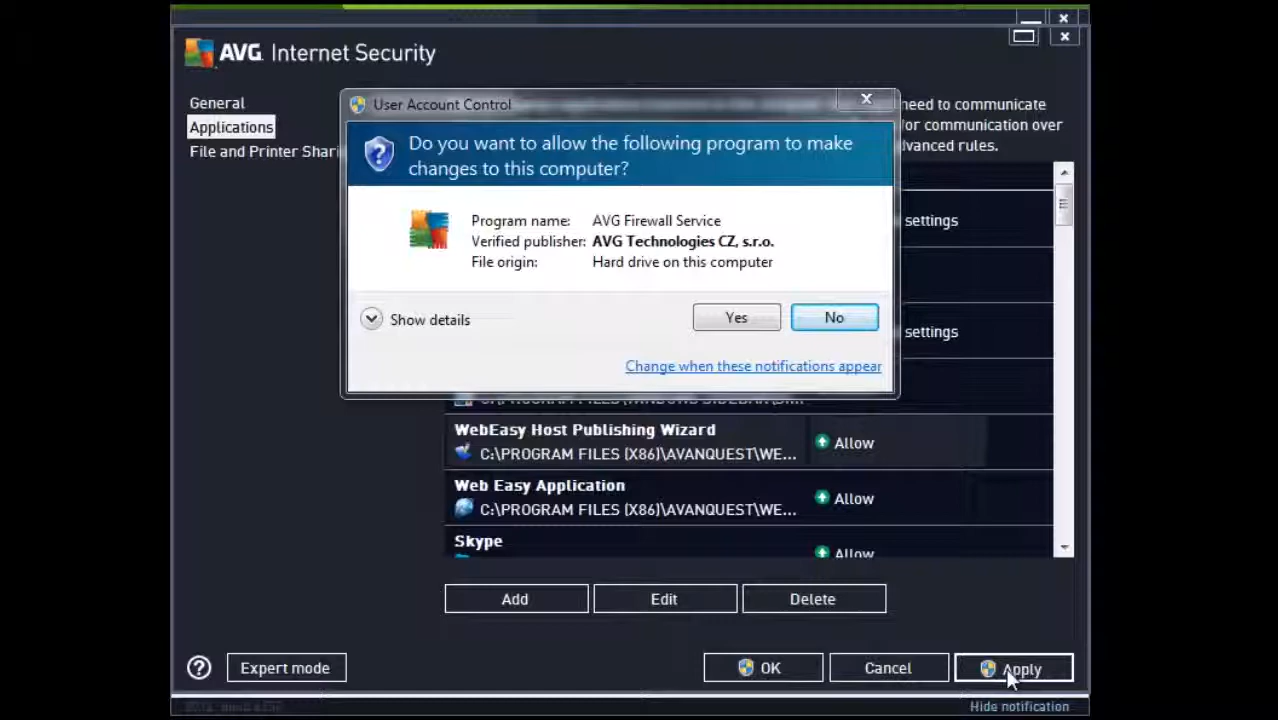 AVG. Internet Security
General
Applications
File and Printer Shari
need to communicate
for communication over
dvanced rules.
User Account Control
Do you want to allow the following program to make
changes to this computer?
Program name: AVG Firewall Service
Verified publisher: AVG Technologies CZ, s.r.o.
File origin: Hard drive on this computer
Show details
Yes
No
Change when these notifications appear
settings
settings
WebEasy Host Publishing Wizard
C:\PROGRAM FILES (X86)\AVANQUEST\WE...
Allow
Web Easy Application
C:\PROGRAM FILES (X86)\AVANQUEST\WE...
Allow
Skype
Allow
Add
Edit
Delete
Expert mode
OK
Cancel
Apply
Hide notification